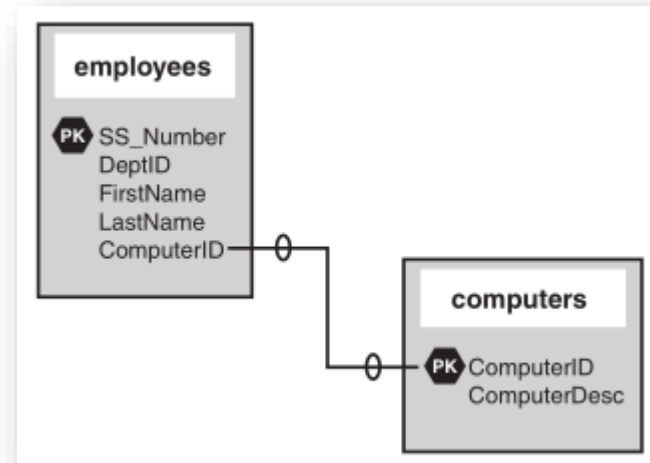 employees
PK SS_Number
DeptID
FirstName
LastName
ComputerID
computers
PK ComputerID
ComputerDesc